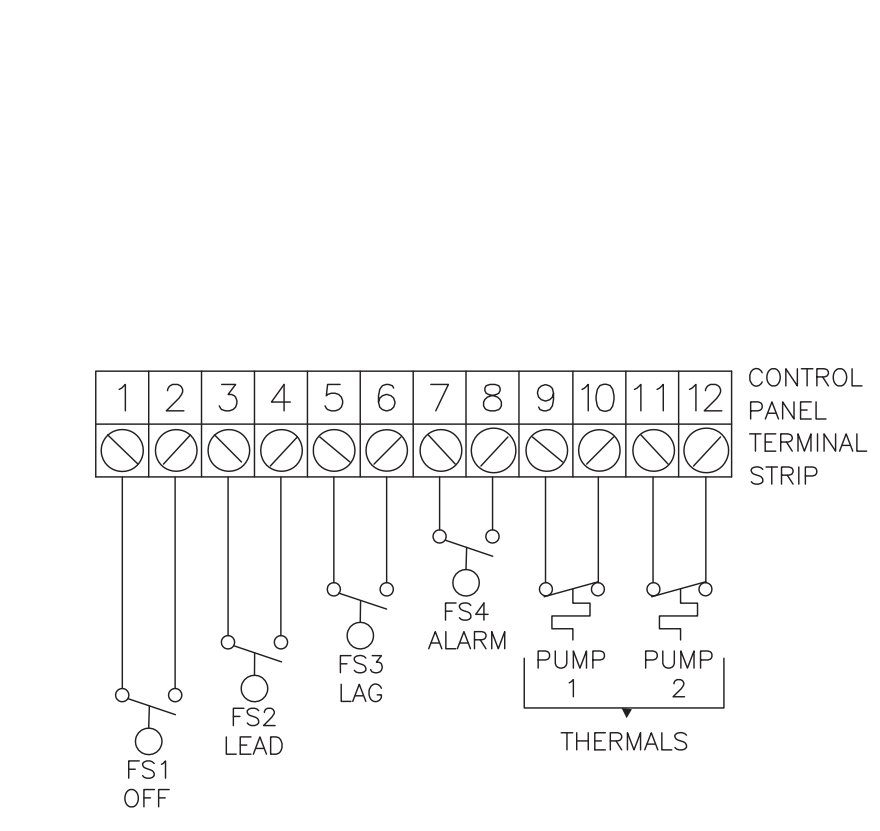 1 2 3 4 5 6 7 8 9 10 11 12
CONTROL
PANEL
TERMINAL
STRIP
FS1
OFF
FS2
LEAD
FS3
LAG
FS4
ALARM
PUMP
1
PUMP
2
THERMALS